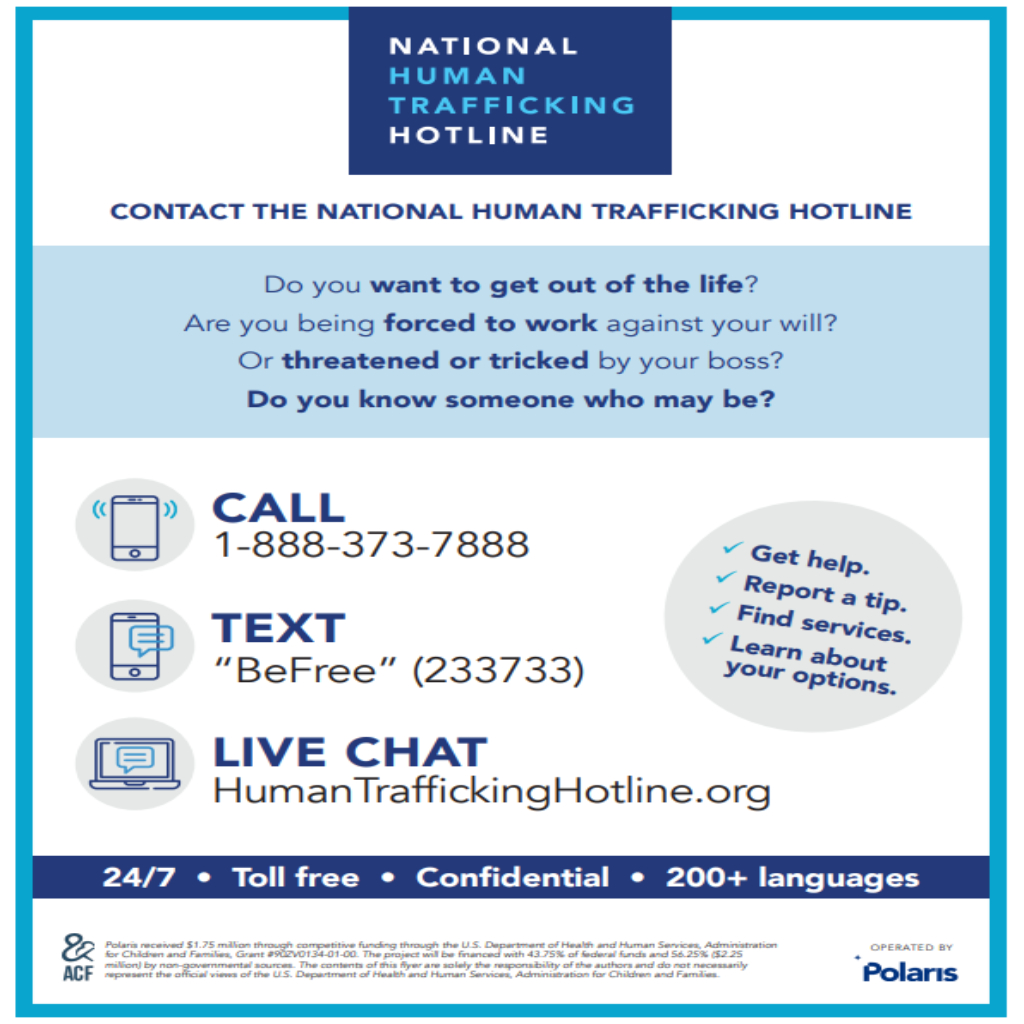 NATIONAL
HUMAN
TRAFFICKING
HOTLINE
CONTACT THE NATIONAL HUMAN TRAFFICKING HOTLINE
Do you want to get out of the life?
Are you being forced to work against your will?
Or threatened or tricked by your boss?
Do you know someone who may be?
CALL
1-888-373-7888
TEXT
“BeFree” (233733)
LIVE CHAT
HumanTraffickingHotline.org
✓ Get help.
✓ Report a tip.
✓ Find services.
✓ Learn about
your options.
24/7 • Toll free • Confidential • 200+ languages
ACF
Polaris received $1.75 million through competitive funding through the U.S. Department of Health and Human Services, Administration
for Children and Families, Grant #90ZV0134-01-00. The project will be financed with 43.75% of federal funds and 56.25% ($2.25
million) by non-governmental sources. The contents of this flyer are solely the responsibility of the authors and do not necessarily
represent the official views of the U.S. Department of Health and Human Services, Administration for Children and Families.
OPERATED BY
Polaris